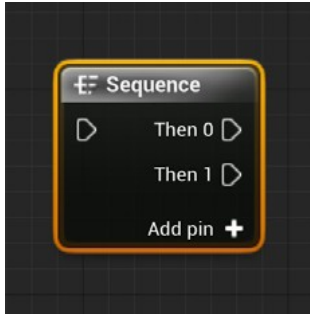 Sequence
Then 0
Then 1
Add pin